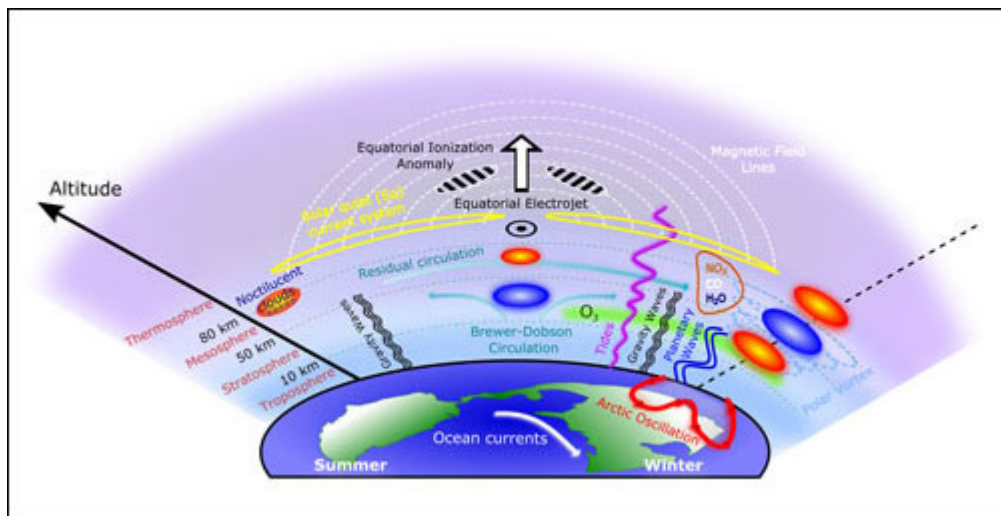 Equatorial Ionization
Anomaly
Magnetic Field
Lines
Altitude
Solar quiet (Sq)
current system
Equatorial Electrojet
Residual circulation
Noctilucent
clouds
Thermosphere
80 km
Mesosphere
50 km
Stratosphere
10 km
Troposphere
Gravity
Waves
Brewer-Dobson
Circulation
O3
Tides
Gravity Waves
Planetary
Waves
CO
H₂O
Polar Vortex
Arctic Oscillation
Ocean currents
Summer
Winter